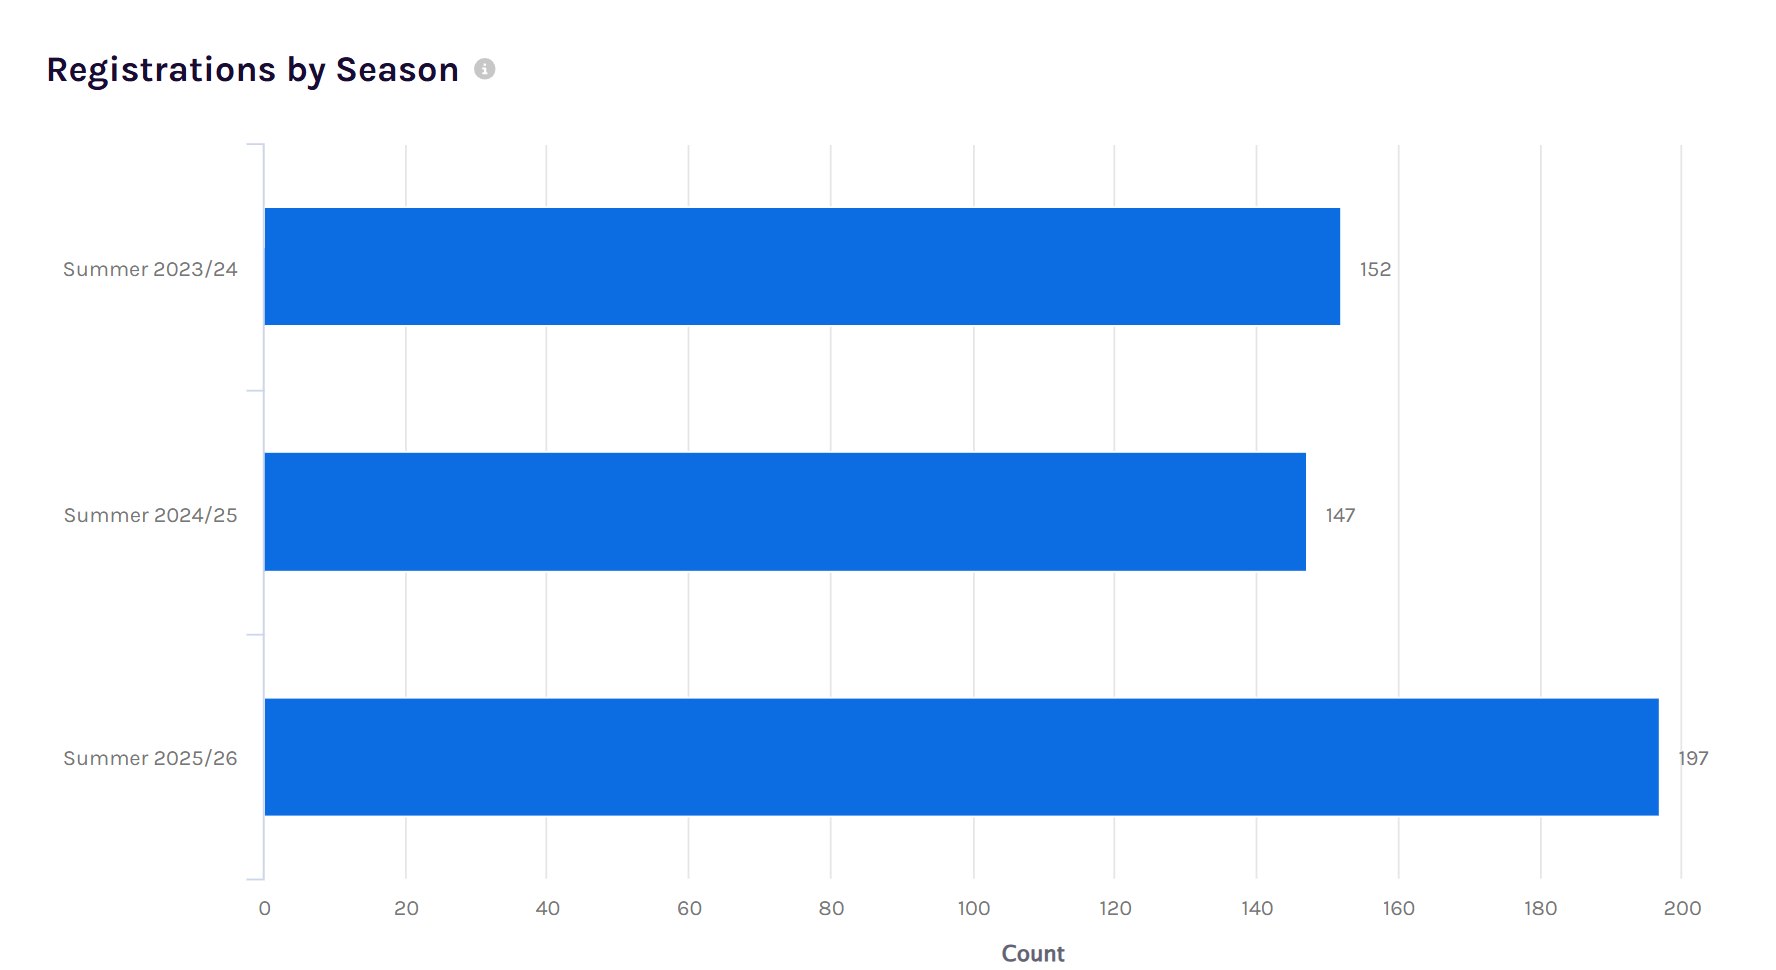 Registrations by Season
Summer 2023/24
152
Summer 2024/25
147
Summer 2025/26
197
0 20 40 60 80 100 120 140 160 180 200
Count